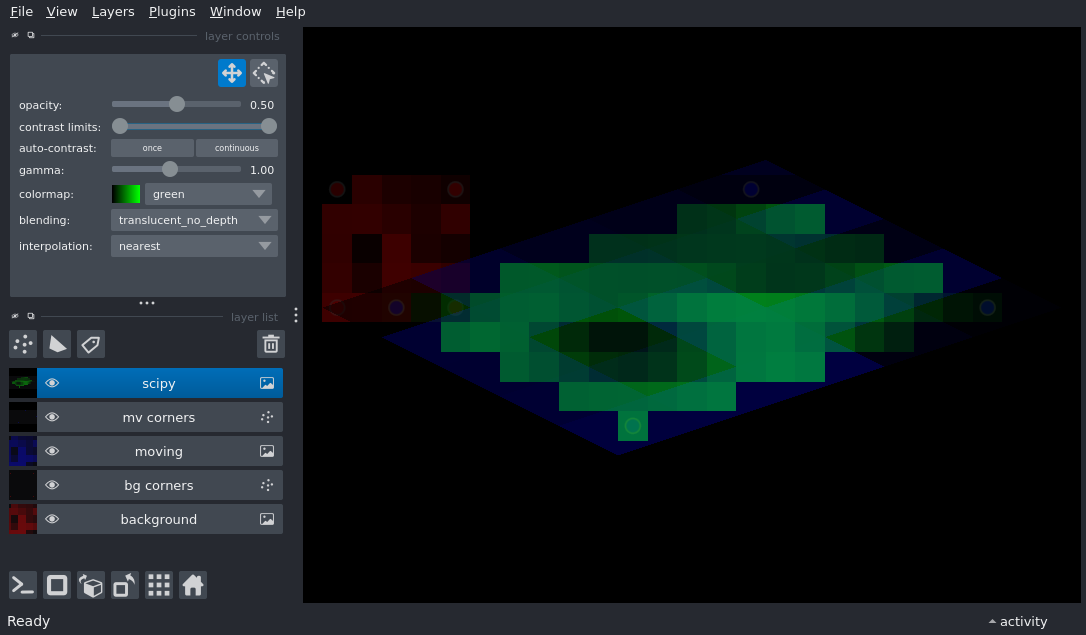 File View Layers Plugins Window Help
layer controls
opacity: 0.50
contrast limits:
auto-contrast: once continuous
gamma: 1.00
colormap: green
blending: translucent_no_depth
interpolation: nearest
layer list
scipy
mv corners
moving
bg corners
background
Ready activity